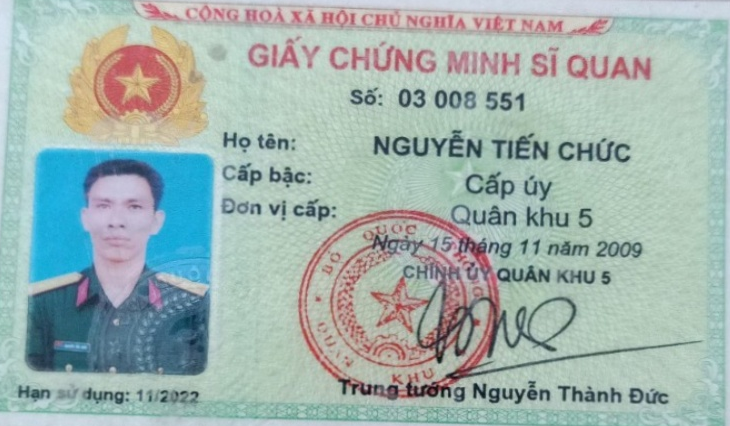 CỘNG HOÀ XÃ HỘI CHỦ NGHĨA VIỆT NAM
GIẤY CHỨNG MINH SĨ QUAN
Số: 03 008 551
Họ tên: NGUYỄN TIẾN CHỨC
Cấp bậc: Cấp úy
Đơn vị cấp: Quân khu 5
Ngày 15 tháng 11 năm 2009
CHÍNH ỦY QUÂN KHU 5
BỘ QUỐC PHÒNG
QUÂN KHU
Trung tướng Nguyễn Thành Đức
Hạn sử dụng: 11/2022